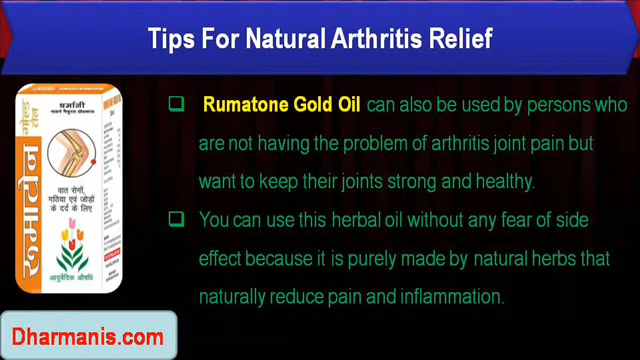 Tips For Natural Arthritis Relief
Rumatone Gold Oil can also be used by persons who
are not having the problem of arthritis joint pain but
want to keep their joints strong and healthy.
You can use this herbal oil without any fear of side
effect because it is purely made by natural herbs that
naturally reduce pain and inflammation.
धर्मानी
रूमाटोन
गोल्ड
तेल
वात रोगों,
गठिया एवं जोड़ों
के दर्द के लिए
आयुर्वेदिक औषधि
Dharmanis.com